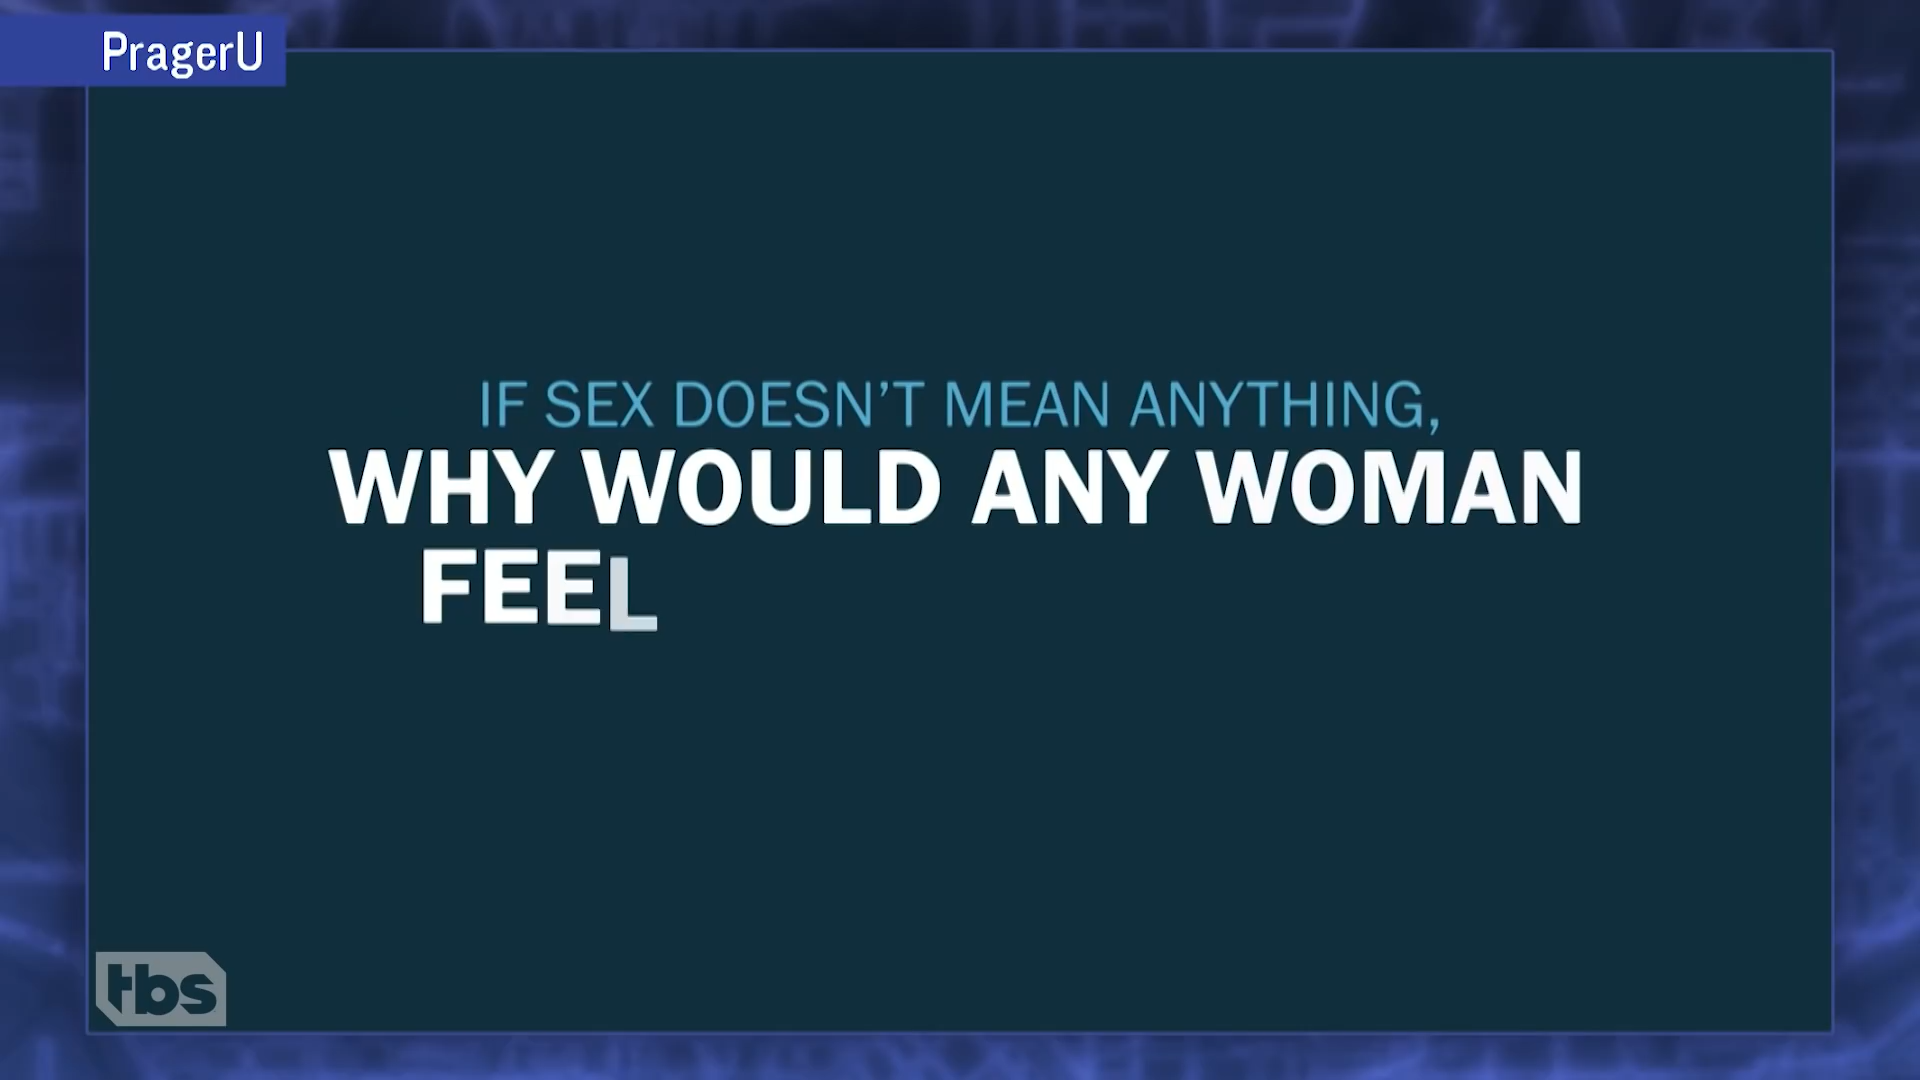 PragerU
IF SEX DOESN'T MEAN ANYTHING,
WHY WOULD ANY WOMAN
FEEL
tbs